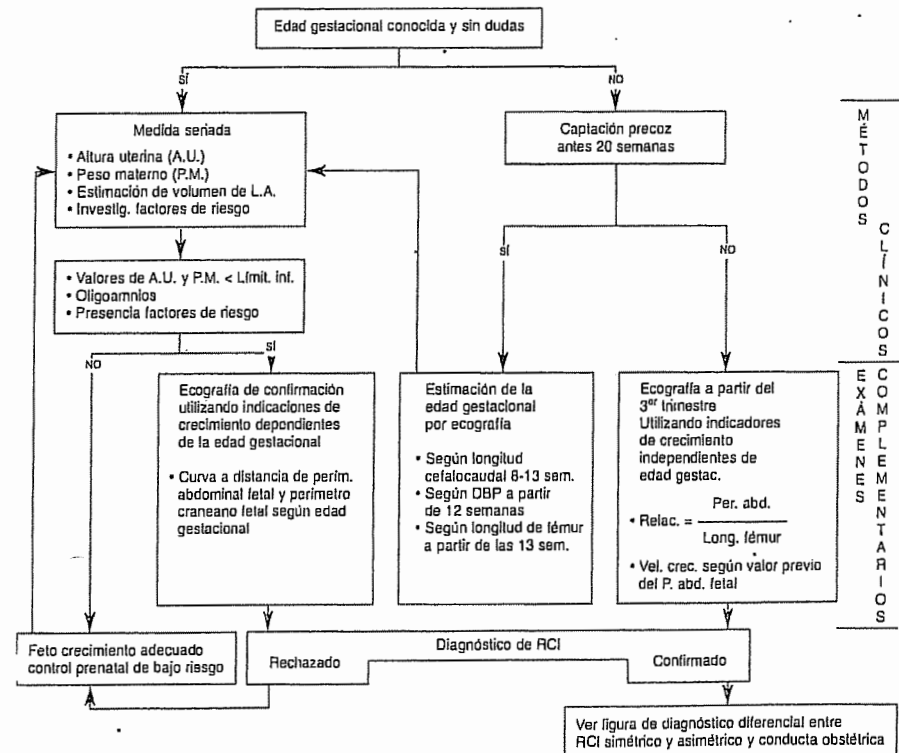 Edad gestacional conocida y sin dudas
SÍ
NO
Medida seriada
• Altura uterina (A.U.)
• Peso materno (P.M.)
• Estimación de volumen de L.A.
• Investig. factores de riesgo
Captación precoz
antes 20 semanas
MÉTODOS
CLÍNICOS
• Valores de A.U. y P.M. < Límit. inf.
• Oligoamnios
• Presencia factores de riesgo
SÍ
NO
NO
SÍ
Ecografía de confirmación
utilizando indicaciones de
crecimiento dependientes
de la edad gestacional
• Curva a distancia de perím.
abdominal fetal y perímetro
craneano fetal según edad
gestacional
Estimación de la
edad gestacional
por ecografía
• Según longitud
cefalocaudal 8-13 sem.
• Según DBP a partir
de 12 semanas
• Según longitud de fémur
a partir de las 13 sem.
Ecografía a partir del
3er trimestre
Utilizando indicadores
de crecimiento
independientes de
edad gestac.
• Relac. = Per. abd.
Long. fémur
• Vel. crec. según valor previo
del P. abd. fetal
EXÁMENES
COMPLEMENTARIOS
Feto crecimiento adecuado
control prenatal de bajo riesgo
Diagnóstico de RCI
Rechazado
Confirmado
Ver figura de diagnóstico diferencial entre
RCI simétrico y asimétrico y conducta obstétrica